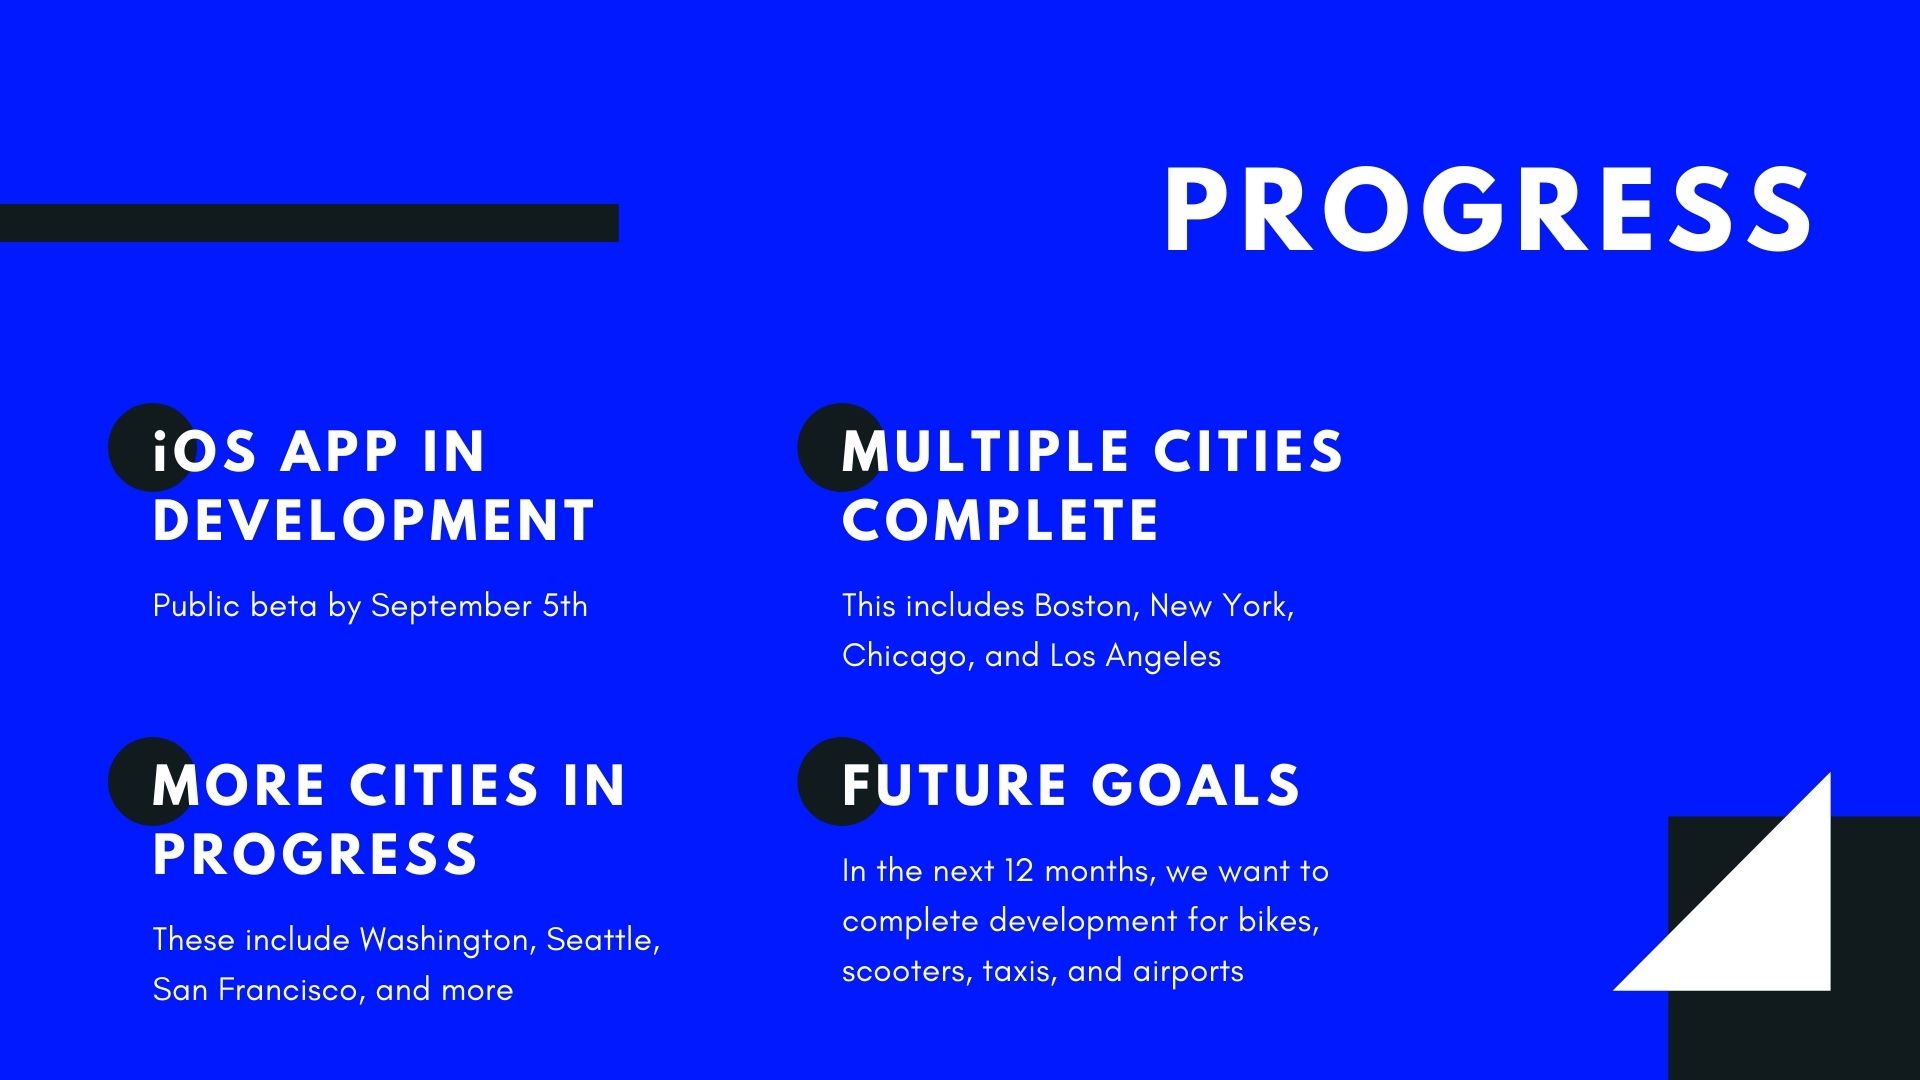 PROGRESS
iOS APP IN
DEVELOPMENT
Public beta by September 5th
MULTIPLE CITIES
COMPLETE
This includes Boston, New York,
Chicago, and Los Angeles
MORE CITIES IN
PROGRESS
These include Washington, Seattle,
San Francisco, and more
FUTURE GOALS
In the next 12 months, we want to
complete development for bikes,
scooters, taxis, and airports